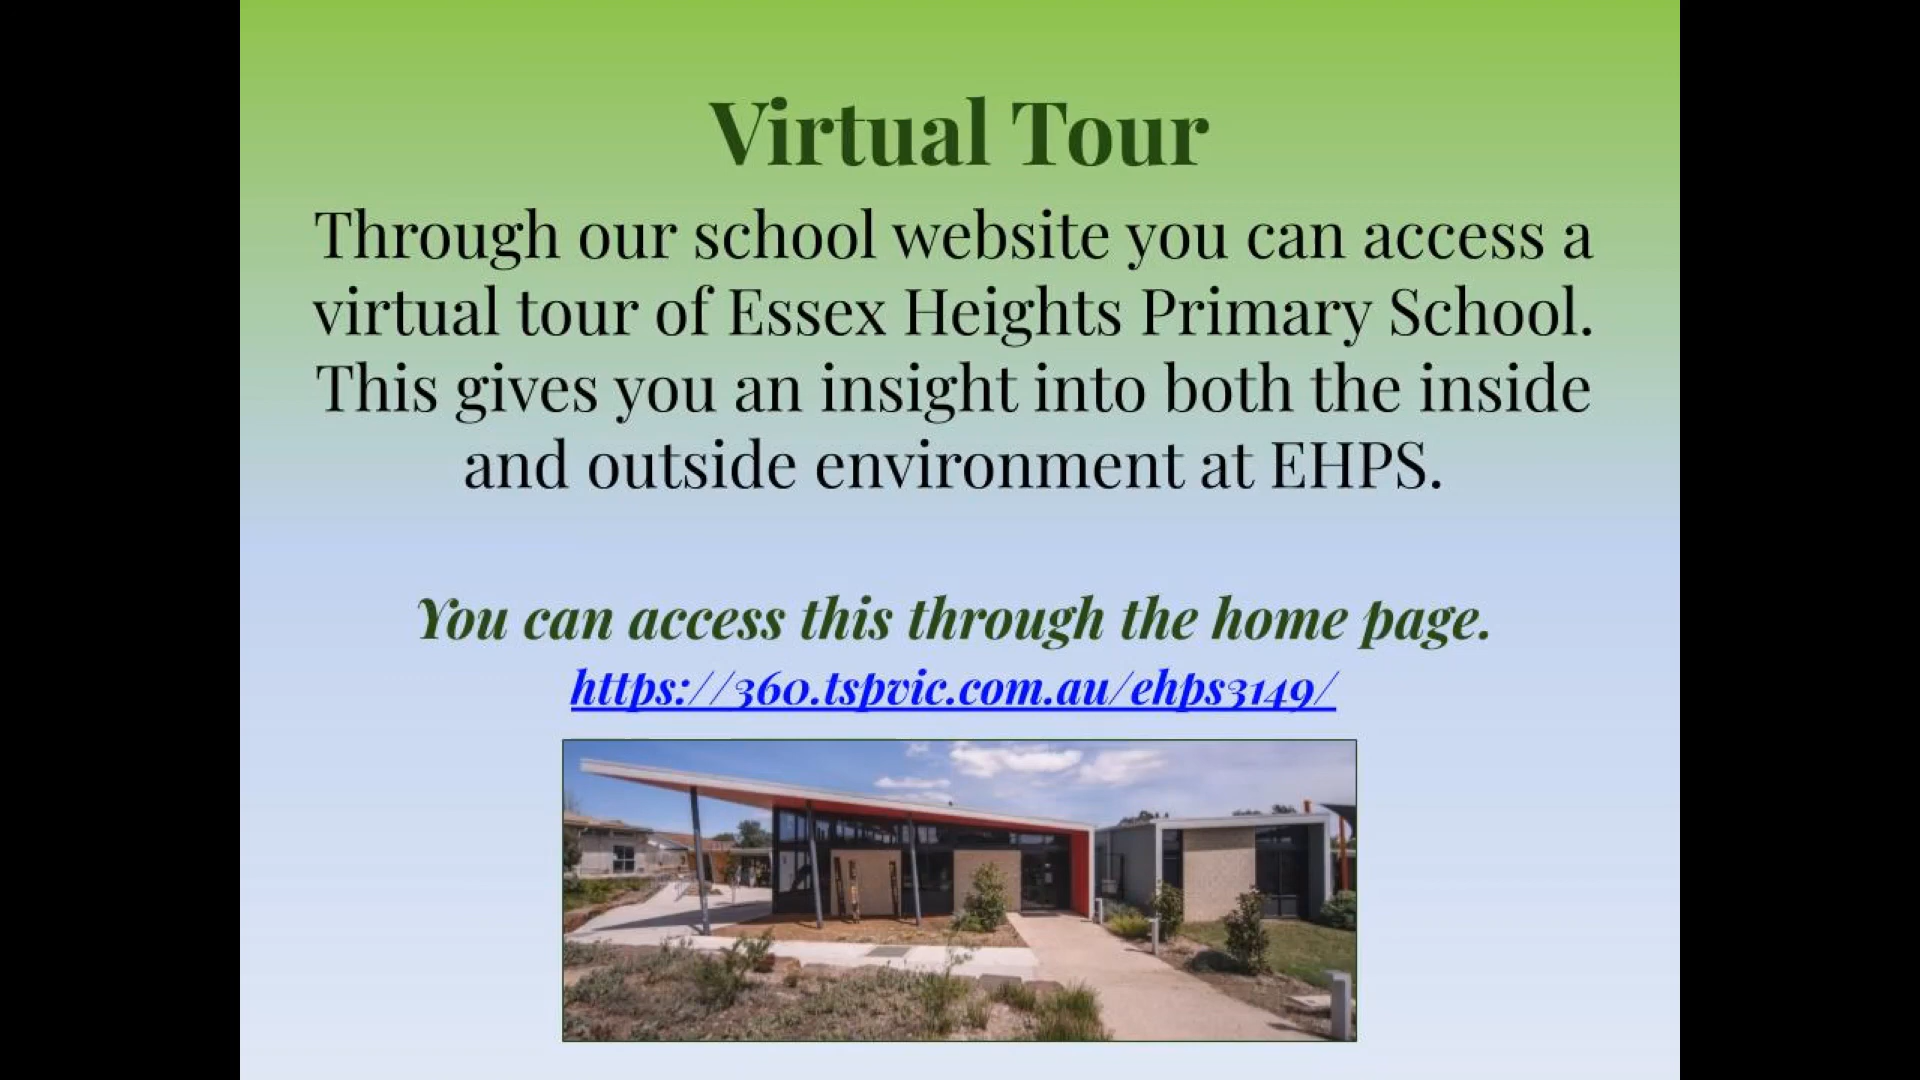 Virtual Tour
Through our school website you can access a
virtual tour of Essex Heights Primary School.
This gives you an insight into both the inside
and outside environment at EHPS.
You can access this through the home page.
https://360.tspvic.com.au/ehps3149/